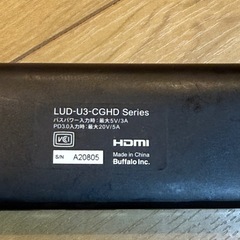 LUD-U3-CGHD Series
バスパワー入力時：最大5V/3A
PD3.0入力時：最大20V/5A
VCI
HDMI
S/N A20805
Made in China
Buffalo Inc.